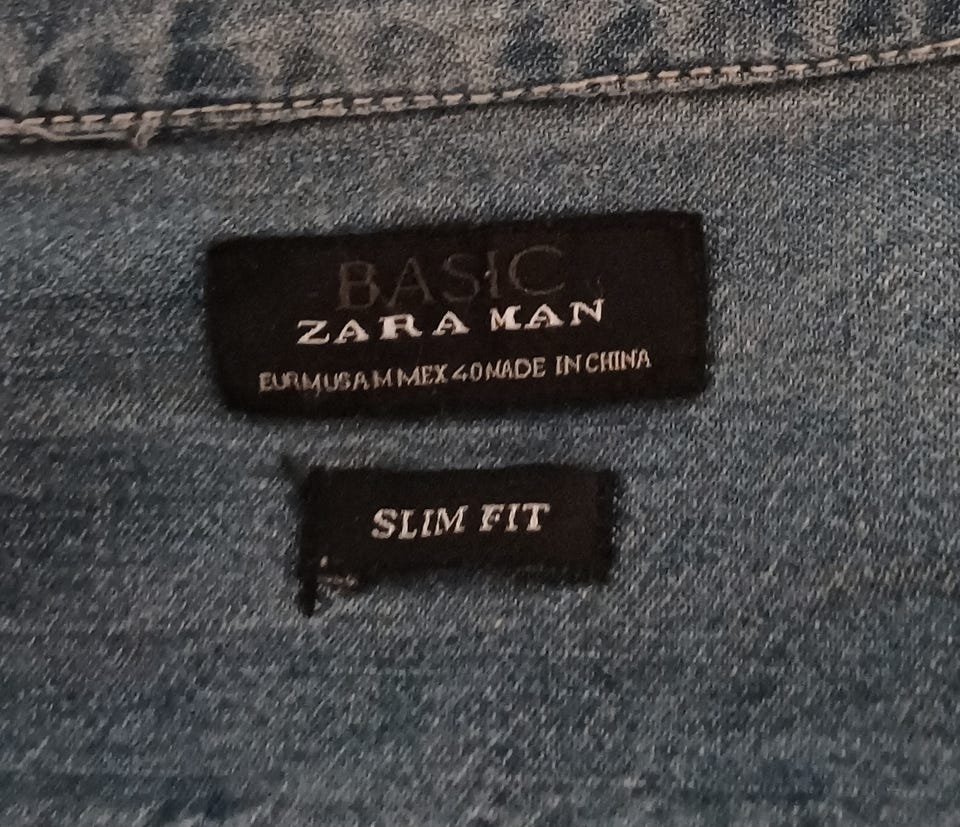 BASIC
ZARA MAN
EUR M USA M MEX 40 MADE IN CHINA
SLIM FIT